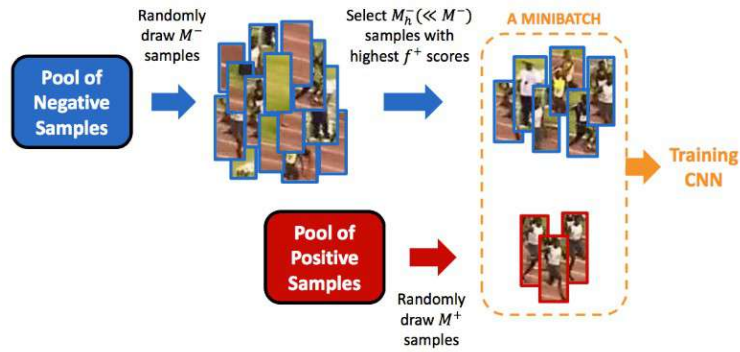 Randomly
draw M⁻
samples
Select M_h⁻(≪ M⁻)
samples with
highest f⁺ scores
A MINIBATCH
Pool of
Negative
Samples
Training
CNN
Pool of
Positive
Samples
Randomly
draw M⁺
samples